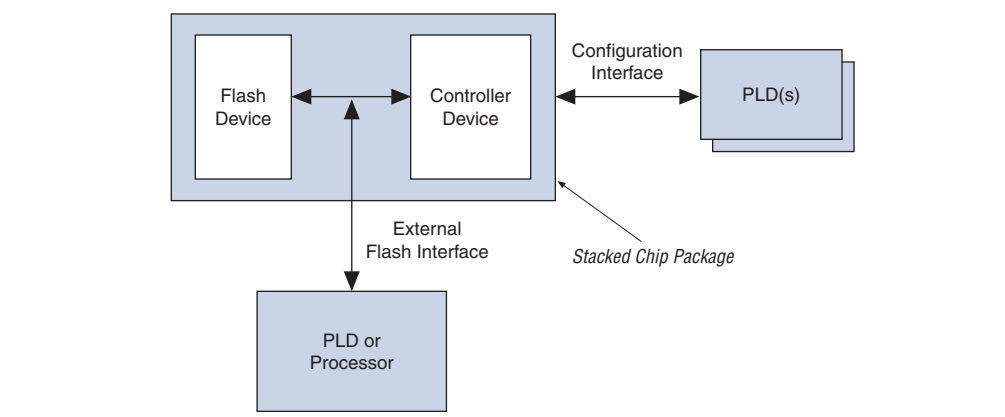 Flash
Device
Controller
Device
Configuration
Interface
PLD(s)
External
Flash Interface
Stacked Chip Package
PLD or
Processor